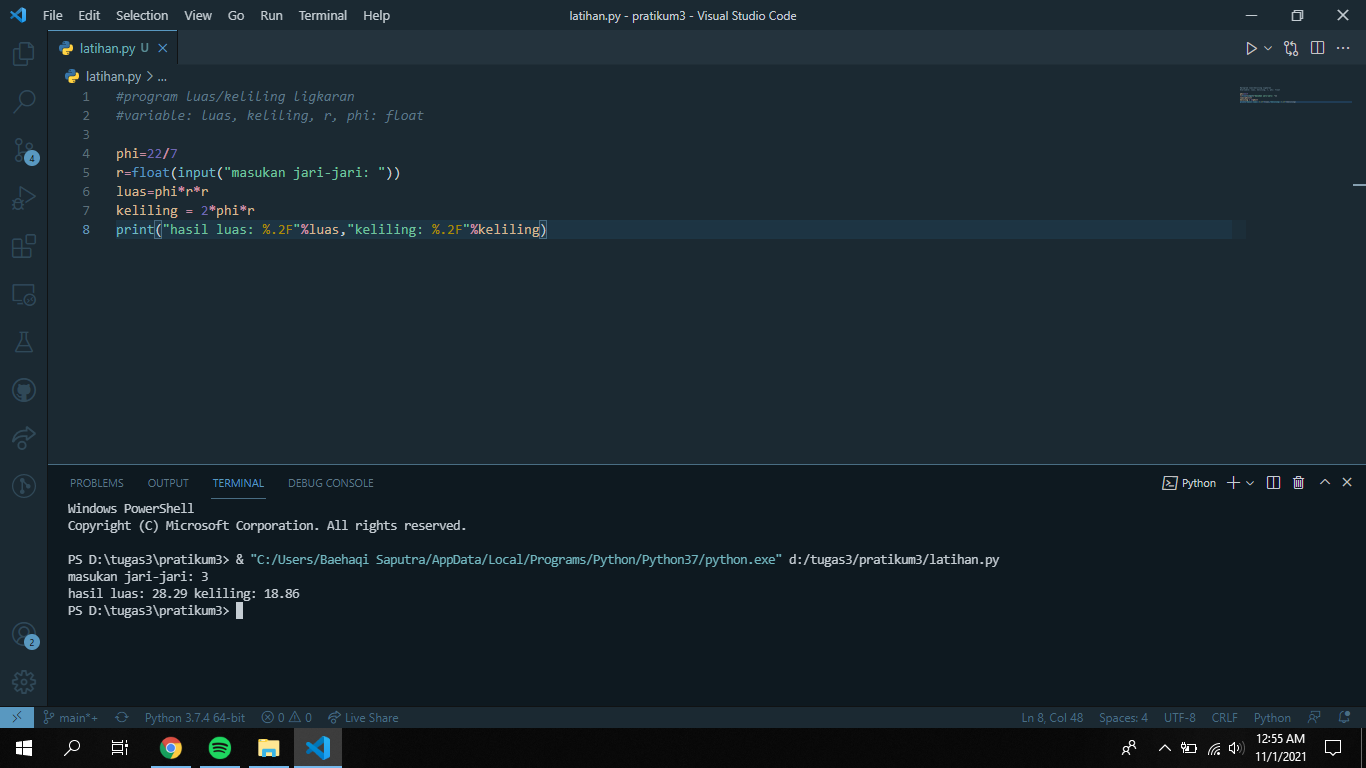 File Edit Selection View Go Run Terminal Help
latihan.py - pratikum3 - Visual Studio Code
latihan.py U
latihan.py > ...
1 #program luas/keliling ligkaran
2 #variable: luas, keliling, r, phi: float
3
4 phi=22/7
5 r=float(input("masukan jari-jari: "))
6 luas=phi*r*r
7 keliling = 2*phi*r
8 print("hasil luas: %.2F"%luas,"keliling: %.2F"%keliling)
4
2
PROBLEMS OUTPUT TERMINAL DEBUG CONSOLE
Python
Windows PowerShell
Copyright (C) Microsoft Corporation. All rights reserved.
PS D:\tugas3\pratikum3> & "C:/Users/Baehaqi Saputra/AppData/Local/Programs/Python/Python37/python.exe" d:/tugas3/pratikum3/latihan.py
masukan jari-jari: 3
hasil luas: 28.29 keliling: 18.86
PS D:\tugas3\pratikum3>
main*+ Python 3.7.4 64-bit 0 0 Live Share
Ln 8, Col 48 Spaces: 4 UTF-8 CRLF Python
12:55 AM
11/1/2021